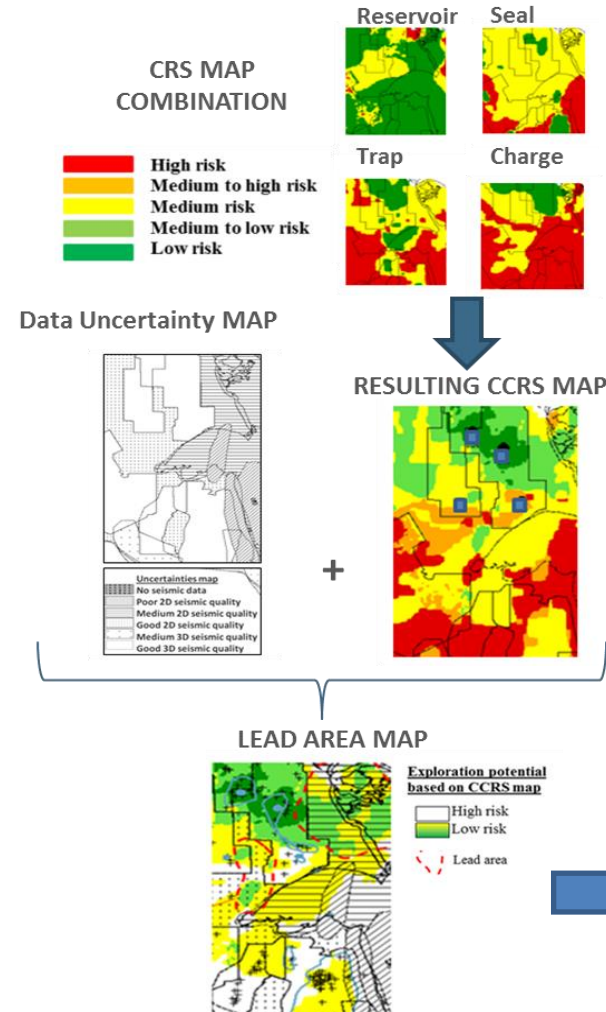 Reservoir
Seal
CRS MAP
COMBINATION
Trap
Charge
High risk
Medium to high risk
Medium risk
Medium to low risk
Low risk
Data Uncertainty MAP
RESULTING CCRS MAP
Uncertainties map
No seismic data
Poor 2D seismic quality
Medium 2D seismic quality
Good 2D seismic quality
Medium 3D seismic quality
Good 3D seismic quality
+
LEAD AREA MAP
Exploration potential
based on CCRS map
High risk
Low risk
Lead area